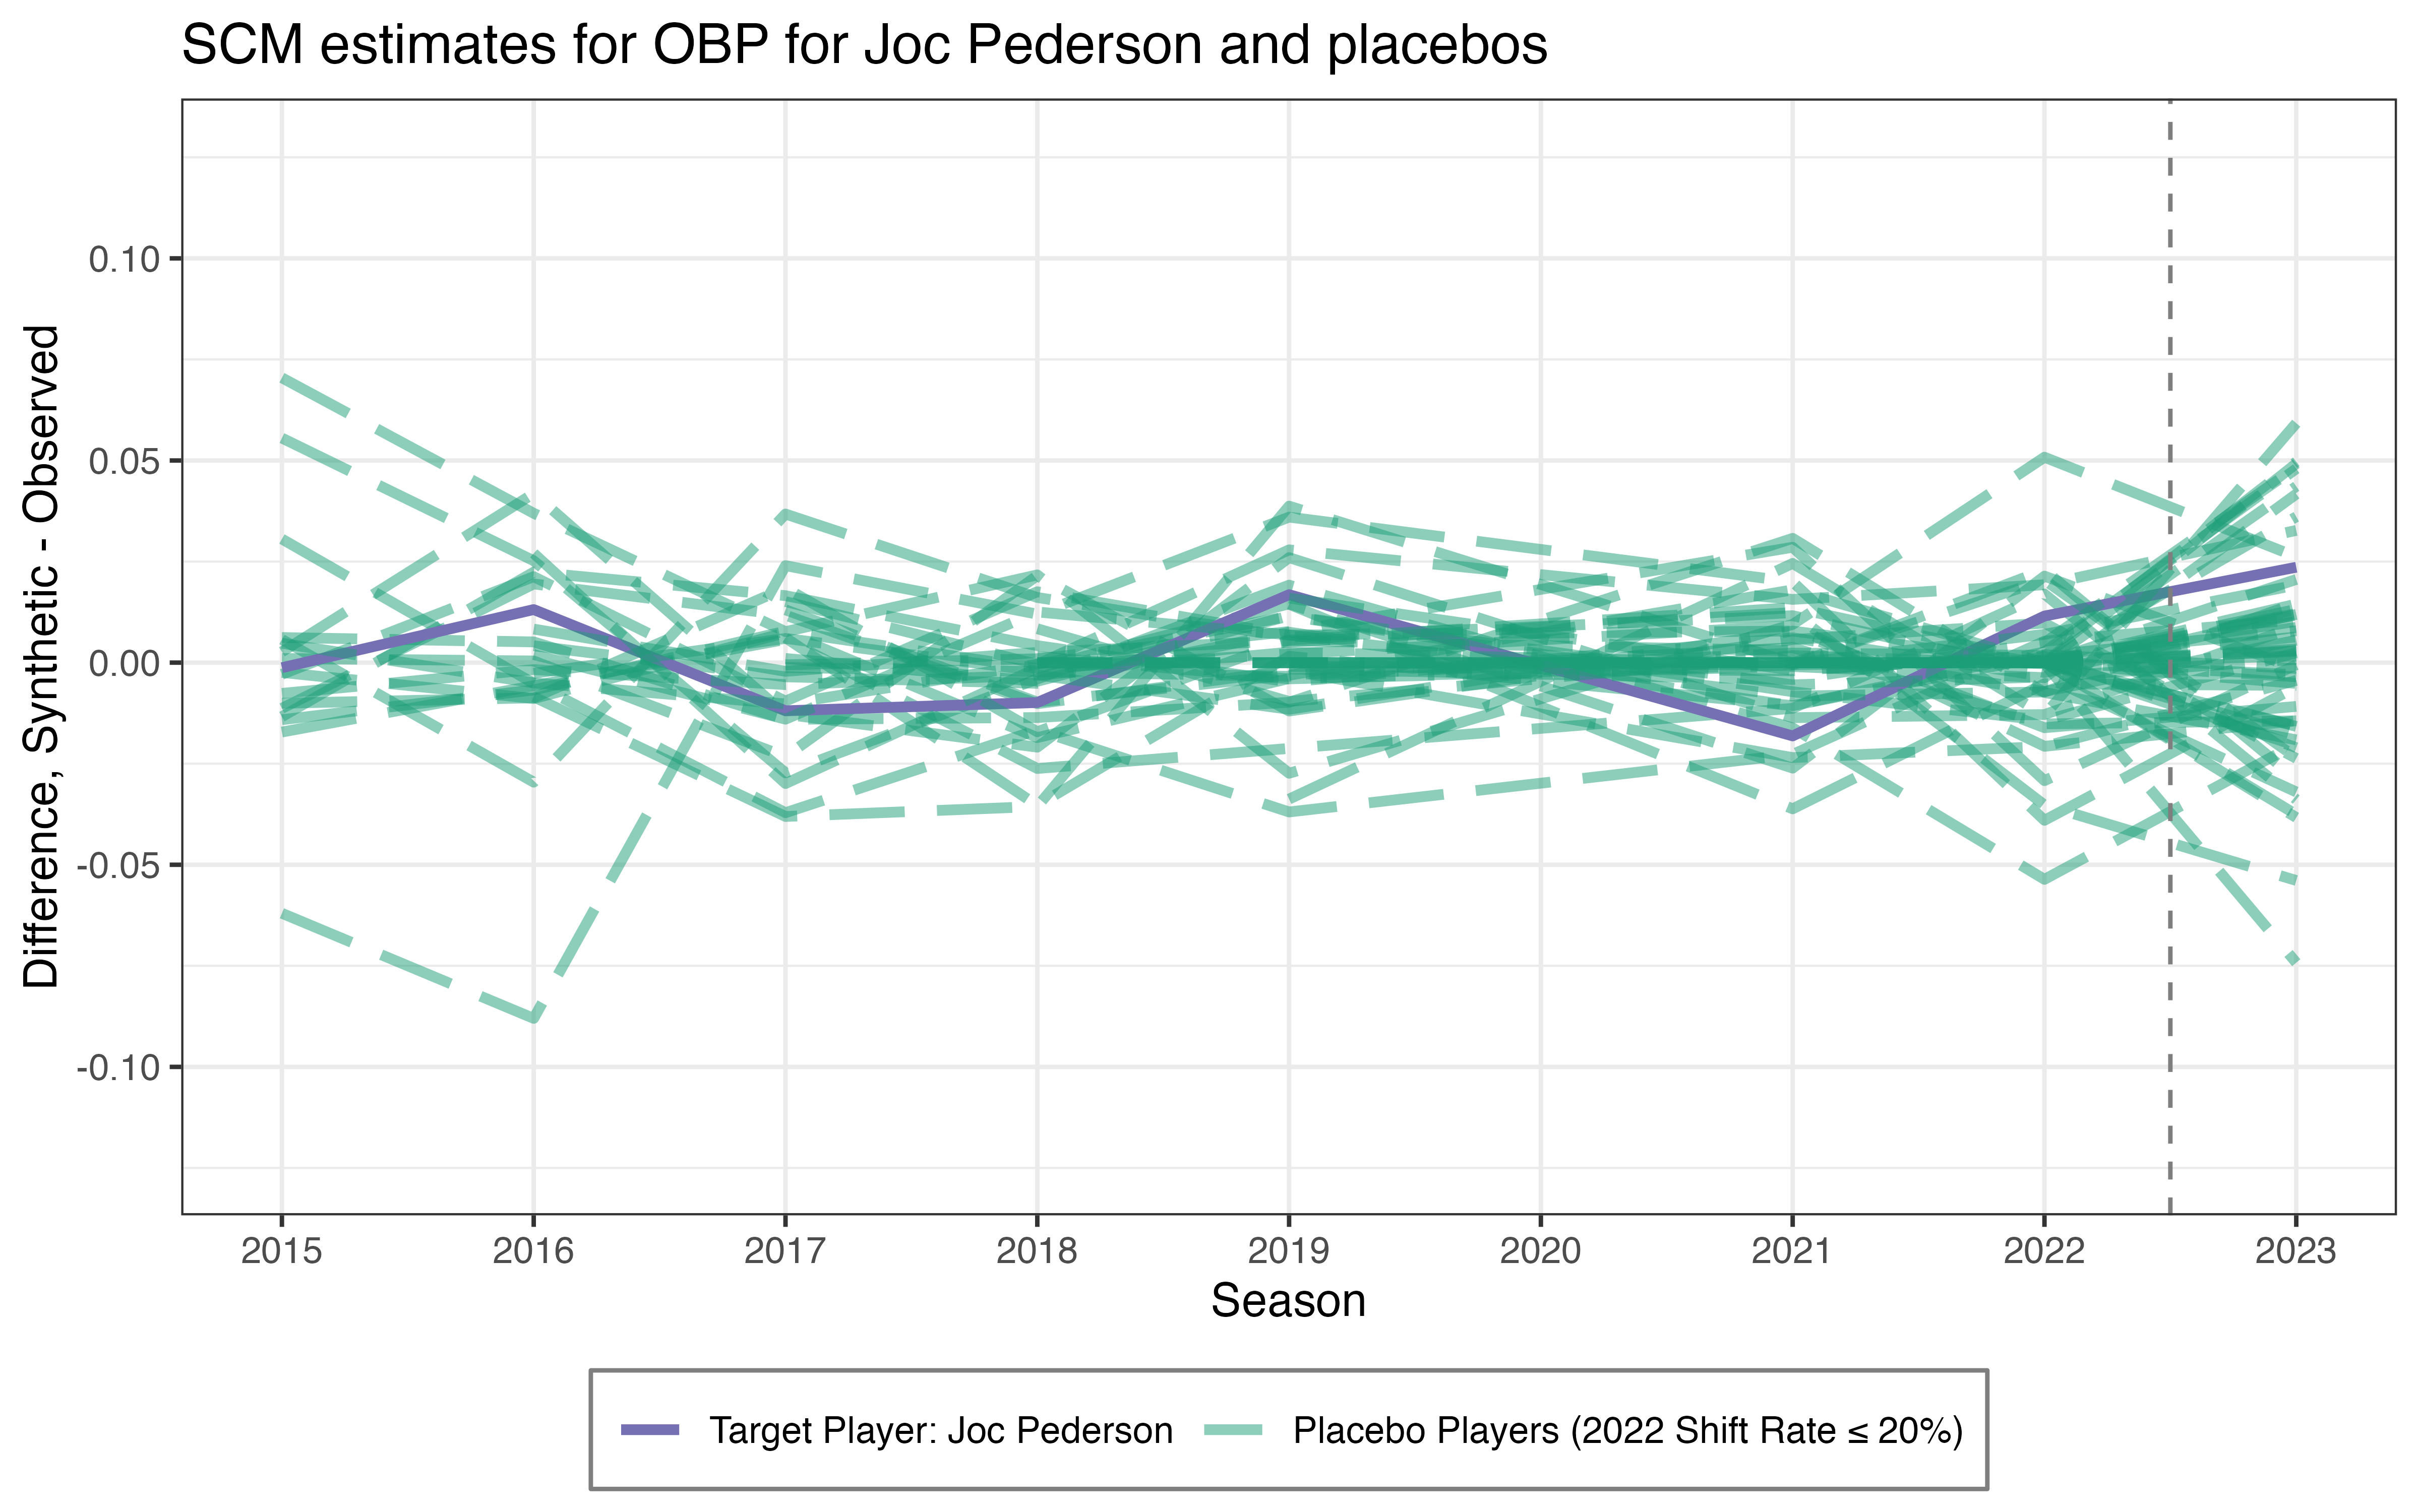 SCM estimates for OBP for Joc Pederson and placebos
Difference, Synthetic - Observed
0.10
0.05
0.00
-0.05
-0.10
2015 2016 2017 2018 2019 2020 2021 2022 2023
Season
Target Player: Joc Pederson Placebo Players (2022 Shift Rate ≤ 20%)